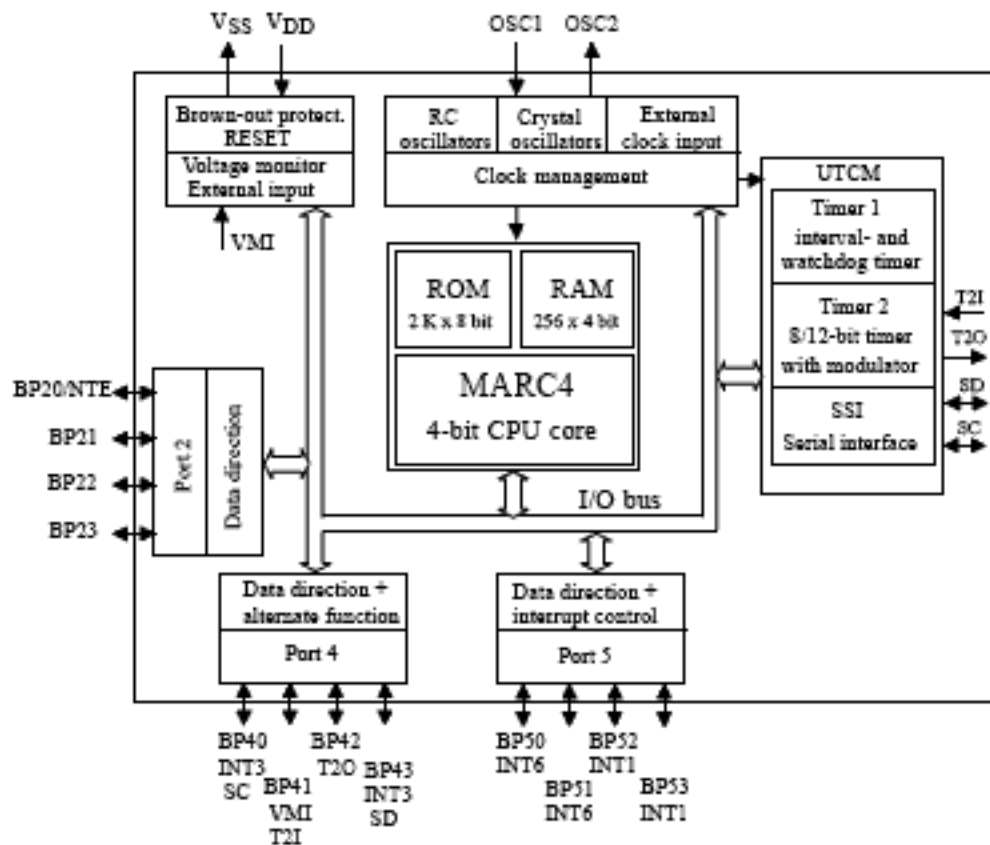 VSS VDD OSC1 OSC2
Brown-out protect.
RESET
Voltage monitor
External input
VMI
RC
oscillators
Crystal
oscillators
External
clock input
Clock management
UTCM
Timer 1
interval- and
watchdog timer
Timer 2
8/12-bit timer
with modulator
SSI
Serial interface
T2I
T2O
SD
SC
ROM
2 K x 8 bit
RAM
256 x 4 bit
MARC4
4-bit CPU core
I/O bus
BP20/NTE
BP21
BP22
BP23
Port 2
Data direction
Data direction +
alternate function
Port 4
Data direction +
interrupt control
Port 5
BP40
INT3
SC
BP41
VMI
T2I
BP42
T2O
BP43
INT3
SD
BP50
INT6
BP51
INT6
BP52
INT1
BP53
INT1